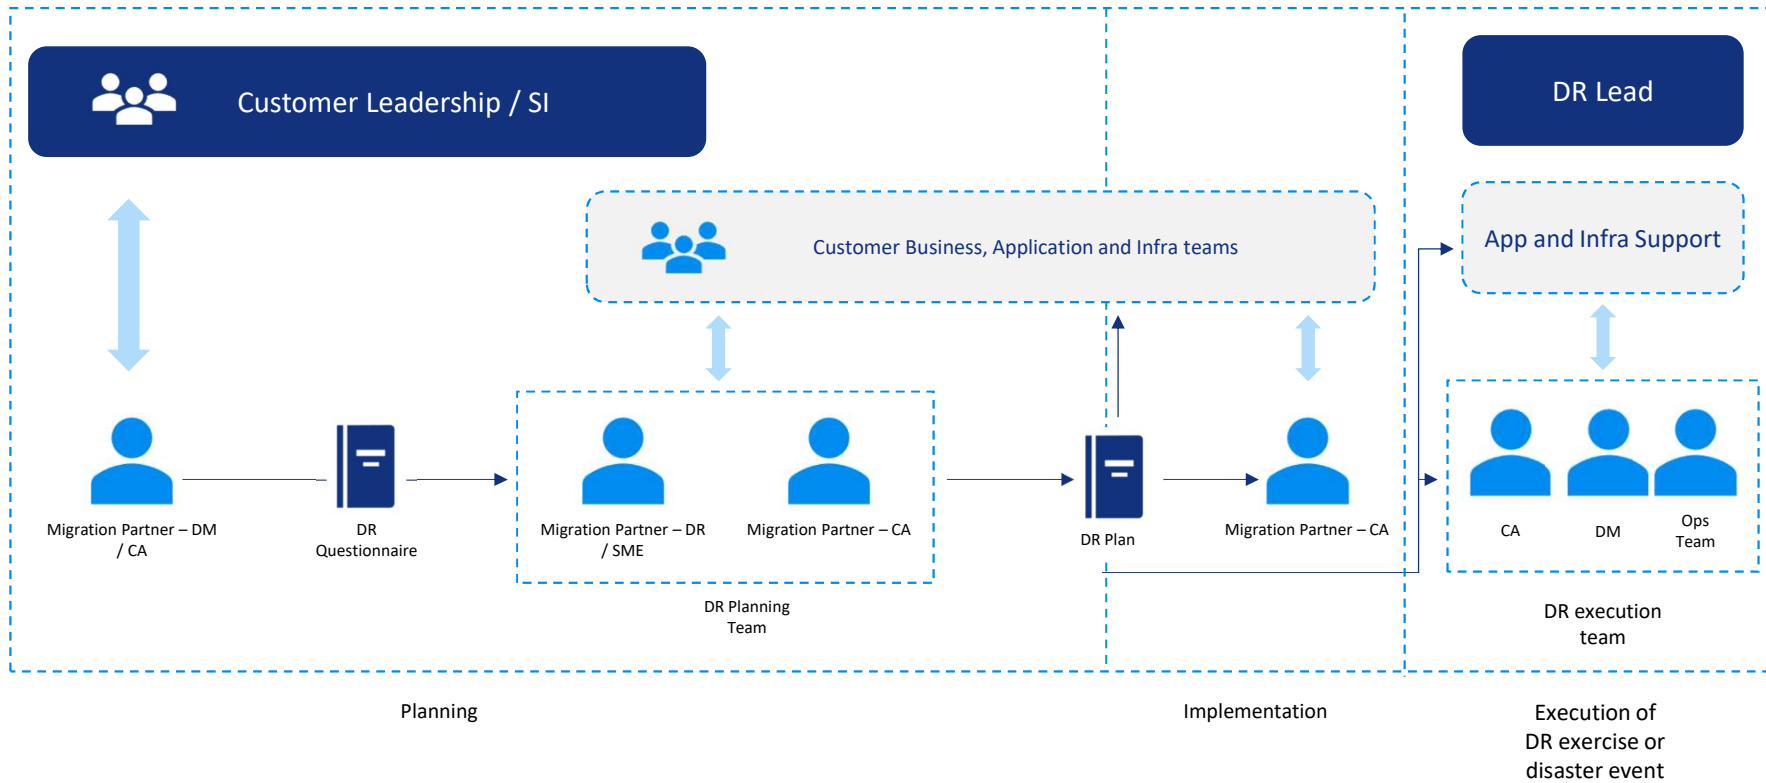 Customer Leadership / SI
DR Lead
Customer Business, Application and Infra teams
App and Infra Support
Migration Partner – DM
/ CA
DR
Questionnaire
Migration Partner – DR
/ SME
Migration Partner – CA
DR Plan
Migration Partner – CA
CA
DM
Ops
Team
DR Planning
Team
DR execution
team
Planning
Implementation
Execution of
DR exercise or
disaster event